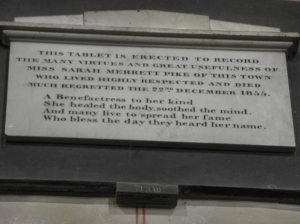 THIS TABLET IS ERECTED TO RECORD
THE MANY VIRTUES AND GREAT USEFULNESS OF
MISS SARAH MERRETT PIKE OF THIS TOWN
WHO LIVED HIGHLY RESPECTED AND DIED
MUCH REGRETTED THE 22ND DECEMBER 1855.
A Benefactress to her kind
She healed the body, soothed the mind.
And many live to spread her fame
Who bless the day they heard her name.